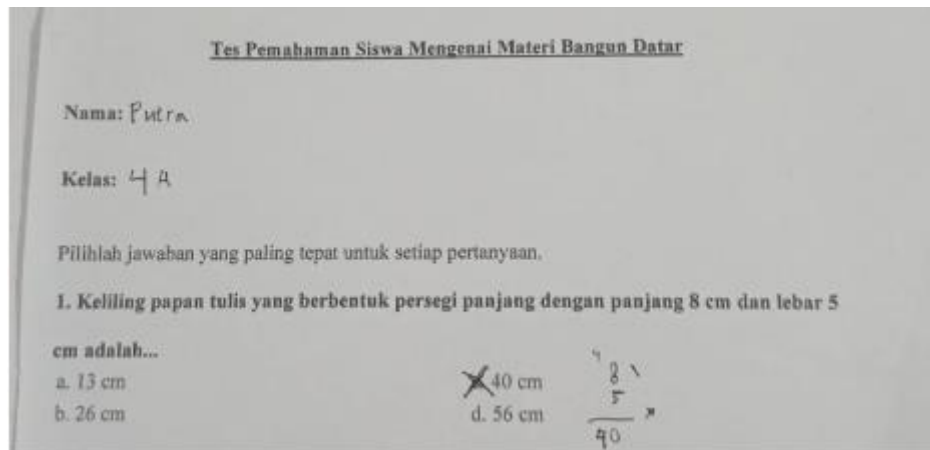 Tes Pemahaman Siswa Mengenai Materi Bangun Datar
Nama: Putra
Kelas: 4 A
Pilihlah jawaban yang paling tepat untuk setiap pertanyaan.
1. Keliling papan tulis yang berbentuk persegi panjang dengan panjang 8 cm dan lebar 5
cm adalah...
a. 13 cm
b. 26 cm
40 cm
d. 56 cm
4
8
5
×
40